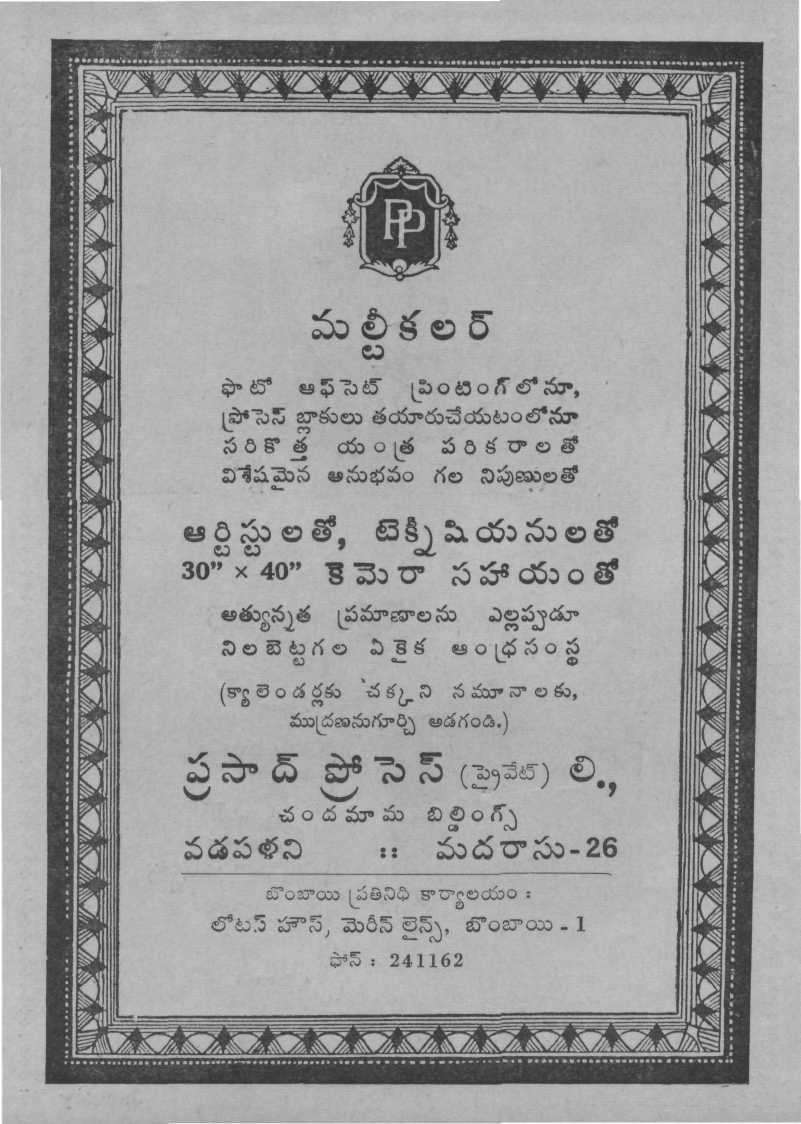 PP
మల్టీకలర్
ఫొటో ఆఫ్‌సెట్ ప్రింటింగ్‌లోనూ,
ప్రోసెస్ బ్లాకులు తయారుచేయటంలోనూ
సరికొత్త యంత్ర పరికరాలతో
విశేషమైన అనుభవం గల నిపుణులతో
ఆర్టిస్టులతో, టెక్నీషియనులతో
30” × 40” కెమెరా సహాయంతో
అత్యున్నత ప్రమాణాలను ఎల్లప్పుడూ
నిలబెట్టగల ఏకైక ఆంధ్రసంస్థ
(క్యాలెండర్లకు చక్కని నమూనాలకు,
ముద్రణనుగూర్చి అడగండి.)
ప్రసాద్ ప్రోసెస్ (ప్రైవేట్) లి.,
చందమామ బిల్డింగ్స్
వడపళని :: మదరాసు-26
బొంబాయి ప్రతినిధి కార్యాలయం :
లోటస్ హౌస్, మెరీన్ లైన్స్, బొంబాయి - 1
ఫోన్ : 241162